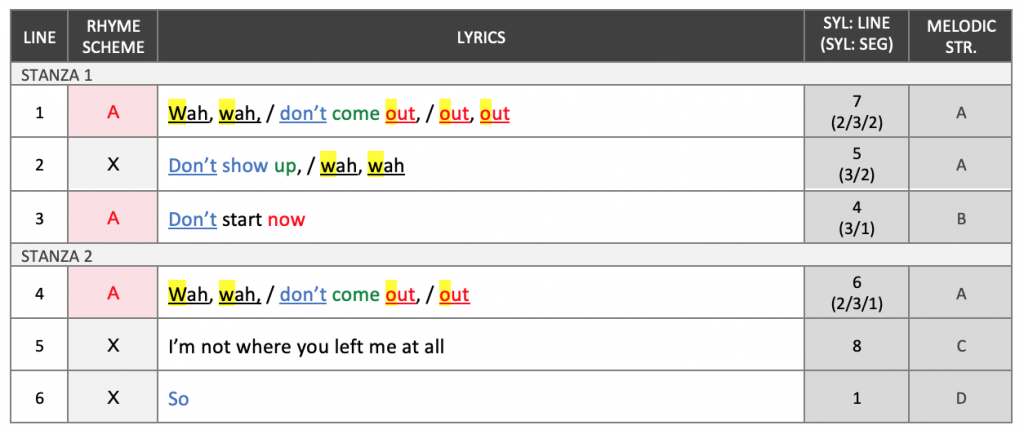 LINE RHYME SCHEME LYRICS SYL: LINE (SYL: SEG) MELODIC STR.
STANZA 1
1 A Wah, wah, / don’t come out, / out, out 7 (2/3/2) A
2 X Don’t show up, / wah, wah 5 (3/2) A
3 A Don’t start now 4 (3/1) B
STANZA 2
4 A Wah, wah, / don’t come out, / out 6 (2/3/1) A
5 X I’m not where you left me at all 8 C
6 X So 1 D